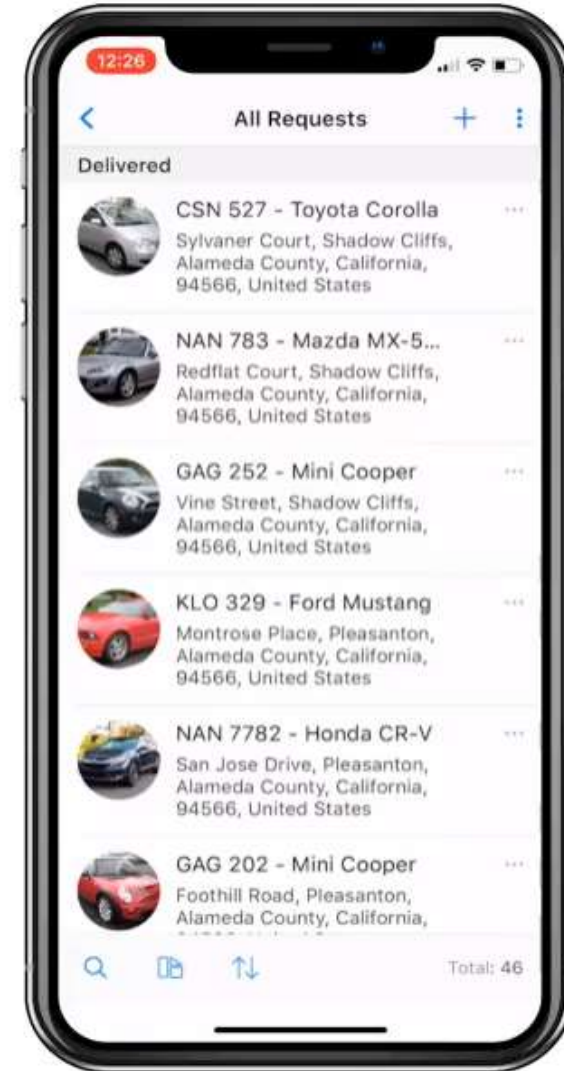 12:26
All Requests
Delivered
CSN 527 - Toyota Corolla
Sylvaner Court, Shadow Cliffs,
Alameda County, California,
94566, United States
NAN 783 - Mazda MX-5...
Redflat Court, Shadow Cliffs,
Alameda County, California,
94566, United States
GAG 252 - Mini Cooper
Vine Street, Shadow Cliffs,
Alameda County, California,
94566, United States
KLO 329 - Ford Mustang
Montrose Place, Pleasanton,
Alameda County, California,
94566, United States
NAN 7782 - Honda CR-V
San Jose Drive, Pleasanton,
Alameda County, California,
94566, United States
GAG 202 - Mini Cooper
Foothill Road, Pleasanton,
Alameda County, California,
Total: 46